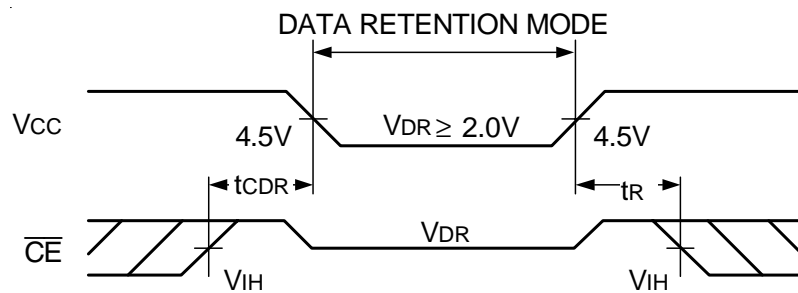 DATA RETENTION MODE
VCC
4.5V
VDR ≥ 2.0V
4.5V
tCDR
tR
CE
VDR
VIH
VIH